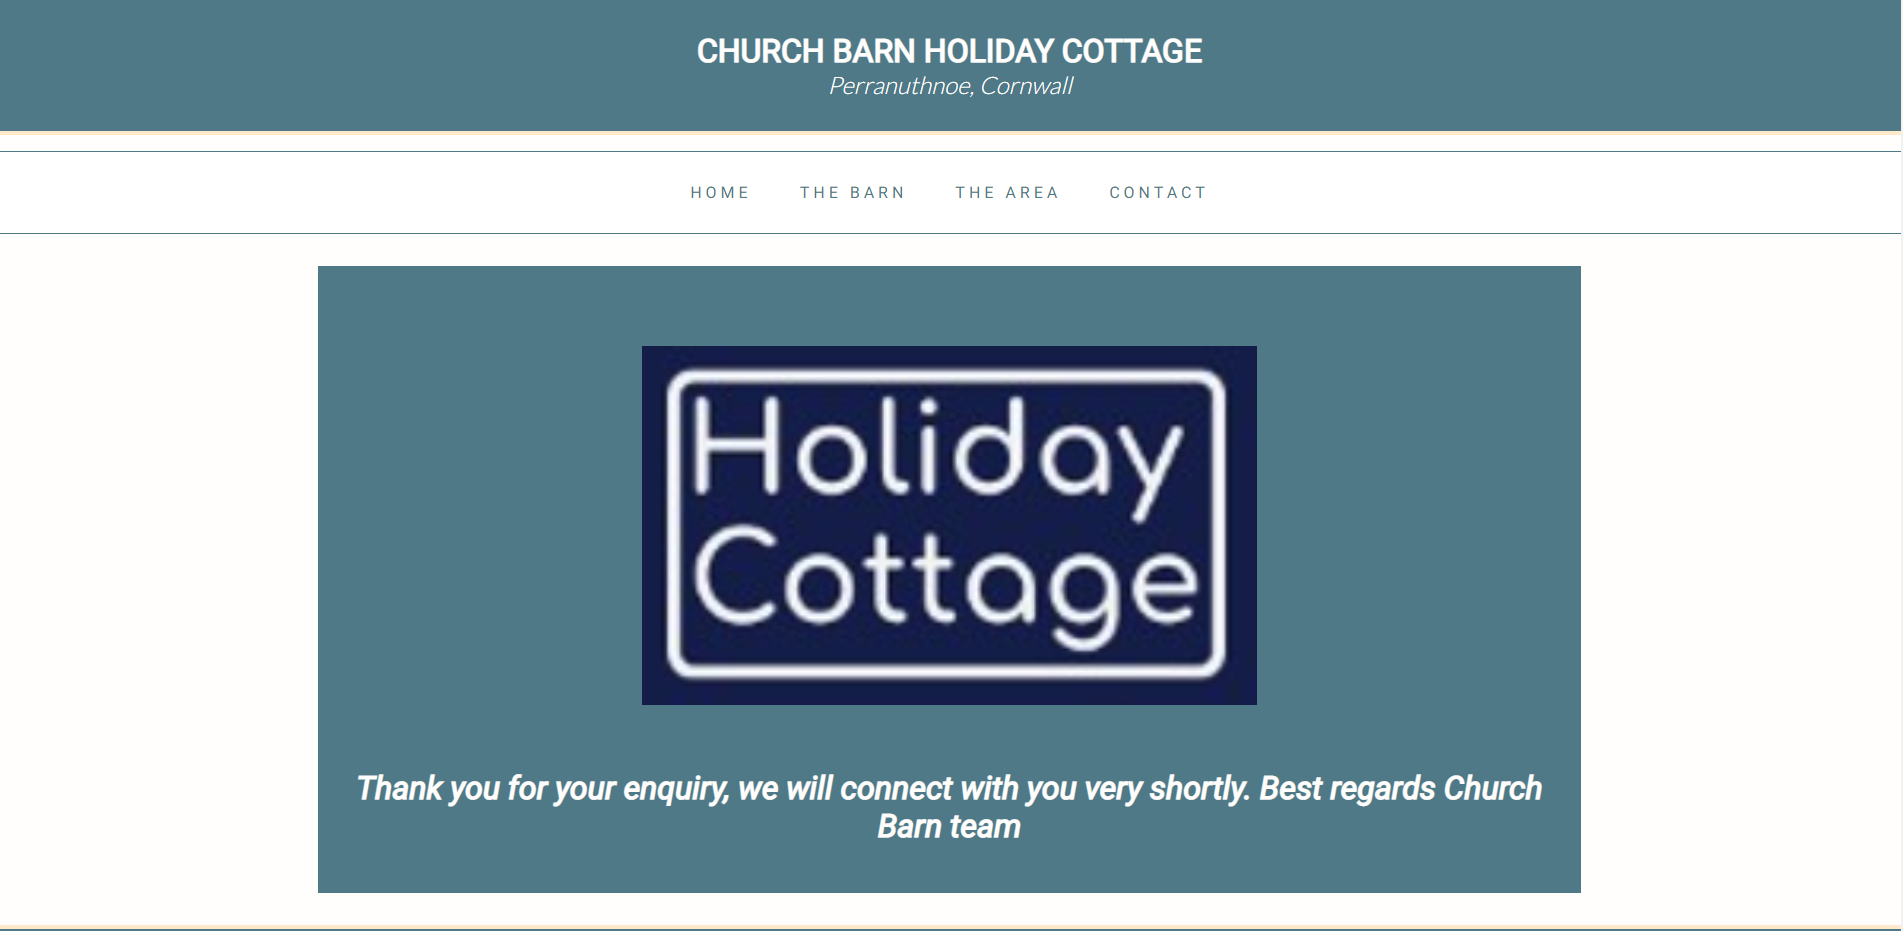 CHURCH BARN HOLIDAY COTTAGE
Perranuthnoe, Cornwall
HOME THE BARN THE AREA CONTACT
Holiday
Cottage
Thank you for your enquiry, we will connect with you very shortly. Best regards Church
Barn team